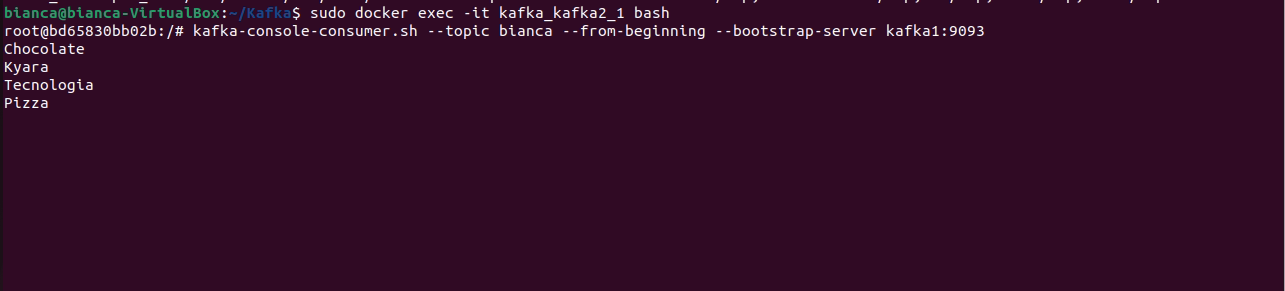 bianca@bianca-VirtualBox:~/Kafka$ sudo docker exec -it kafka_kafka2_1 bash
root@bd65830bb02b:/# kafka-console-consumer.sh --topic bianca --from-beginning --bootstrap-server kafka1:9093
Chocolate
Kyara
Tecnologia
Pizza